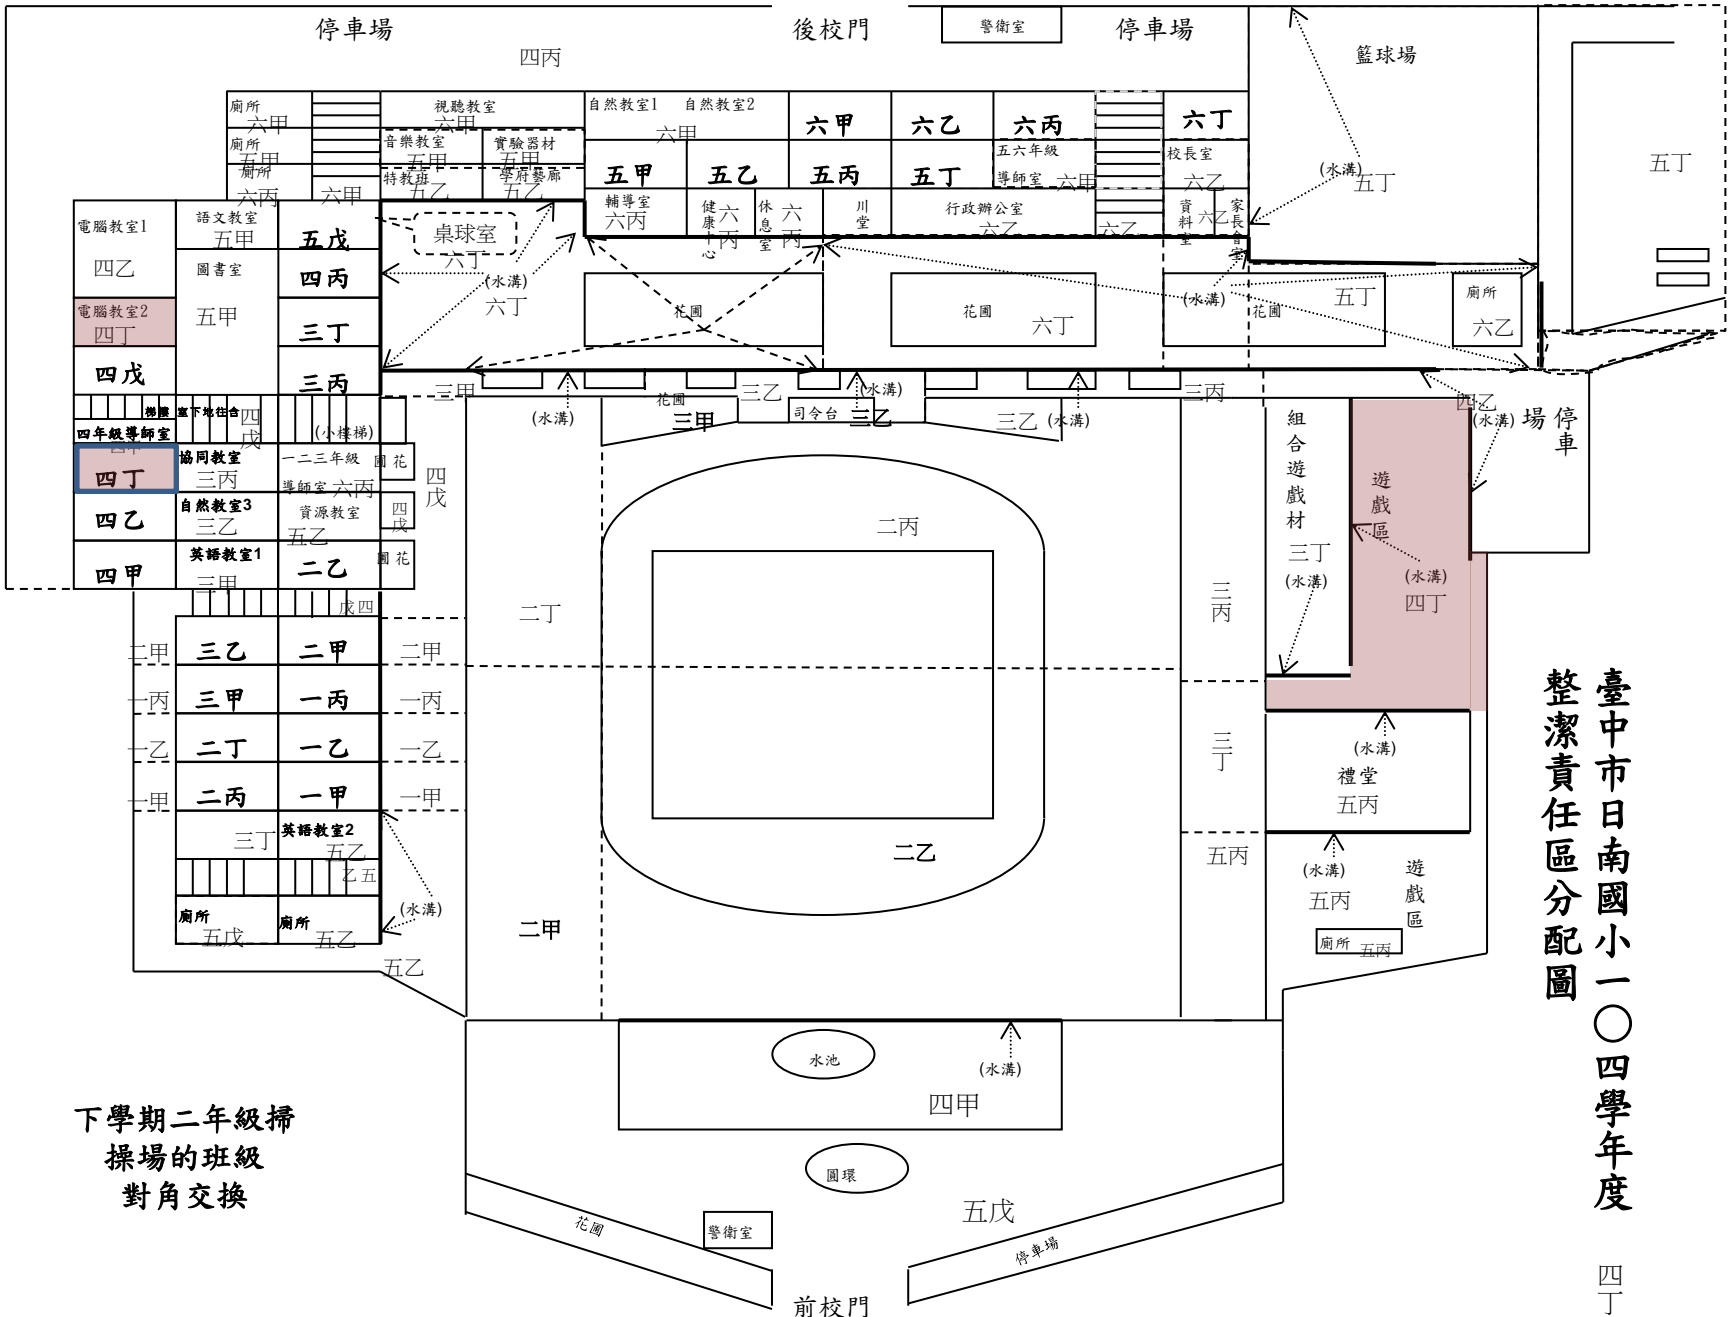 停車場
後校門
警衛室
停車場
籃球場
四丙
廁所
六甲
視聽教室
六甲
自然教室1
自然教室2
六甲
六甲
六乙
六丙
六丁
廁所
五甲
音樂教室
五甲
實驗器材
五甲
五甲
五乙
五丙
五丁
五六年級
導師室
六甲
校長室
六乙
(水溝)
五丁
五丁
廁所
六丙
六甲
特教班
五乙
學府藝廊
五乙
輔導室
六丙
健康中心
六丙
休息室
六丙
川堂
行政辦公室
六乙
六乙
資料室
六乙
家長會室
電腦教室1
四乙
語文教室
五甲
五戊
桌球室
六丁
(水溝)
六丁
圖書室
五甲
四丙
花圃
花圃
六丁
(水溝)
花圃
五丁
廁所
六乙
電腦教室2
四丁
三丁
四戊
三丙
三甲
(水溝)
花圃
三甲
三乙
司令台
三乙
(水溝)
三乙
(水溝)
三丙
四乙
(水溝)
停車場
梯樓室下地住含
四戊
(小樓梯)
四年級導師室
四甲
四丁
協同教室
三丙
一二三年級
導師室
六丙
圃花
四戊
四乙
自然教室3
三乙
資源教室
五乙
四戊
四甲
英語教室1
三甲
二乙
圃花
戊四
組合遊戲材
三丁
(水溝)
遊戲區
(水溝)
四丁
二丙
二丁
三丙
二甲
三乙
二甲
二甲
一丙
三甲
一丙
一丙
一乙
二丁
一乙
一乙
一甲
二丙
一甲
一甲
三丁
英語教室2
五乙
乙五
廁所
五戊
廁所
五乙
(水溝)
五乙
二乙
二甲
三丁
(水溝)
禮堂
五丙
五丙
(水溝)
五丙
遊戲區
廁所
五丙
臺中市日南國小一〇四學年度
整潔責任區分配圖
四丁
水池
(水溝)
四甲
圓環
五戊
花圃
警衛室
停車場
前校門
下學期二年級掃
操場的班級
對角交換